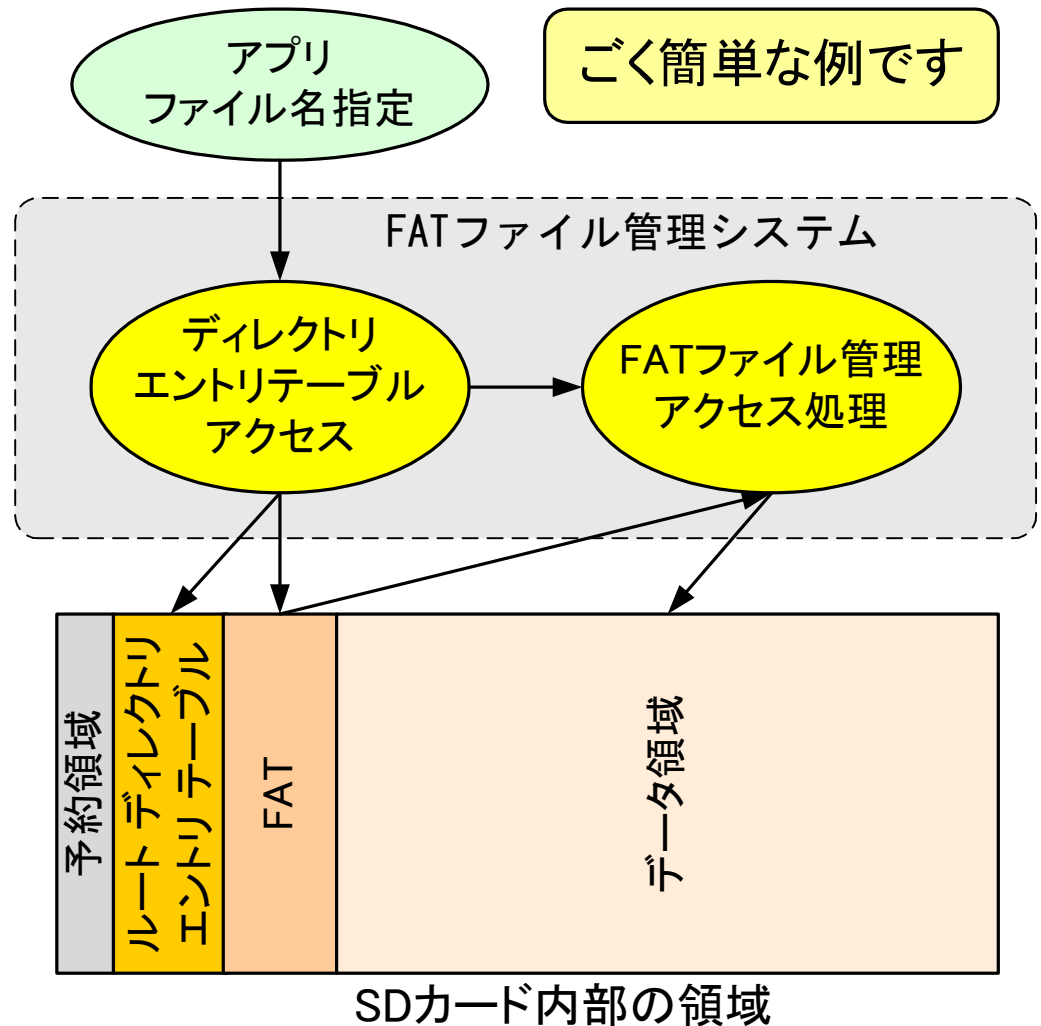 アプリ
ファイル名指定
ごく簡単な例です
FATファイル管理システム
ディレクトリ
エントリテーブル
アクセス
FATファイル管理
アクセス処理
予約領域
ルートディレクトリ
エントリテーブル
FAT
データ領域
SDカード内部の領域